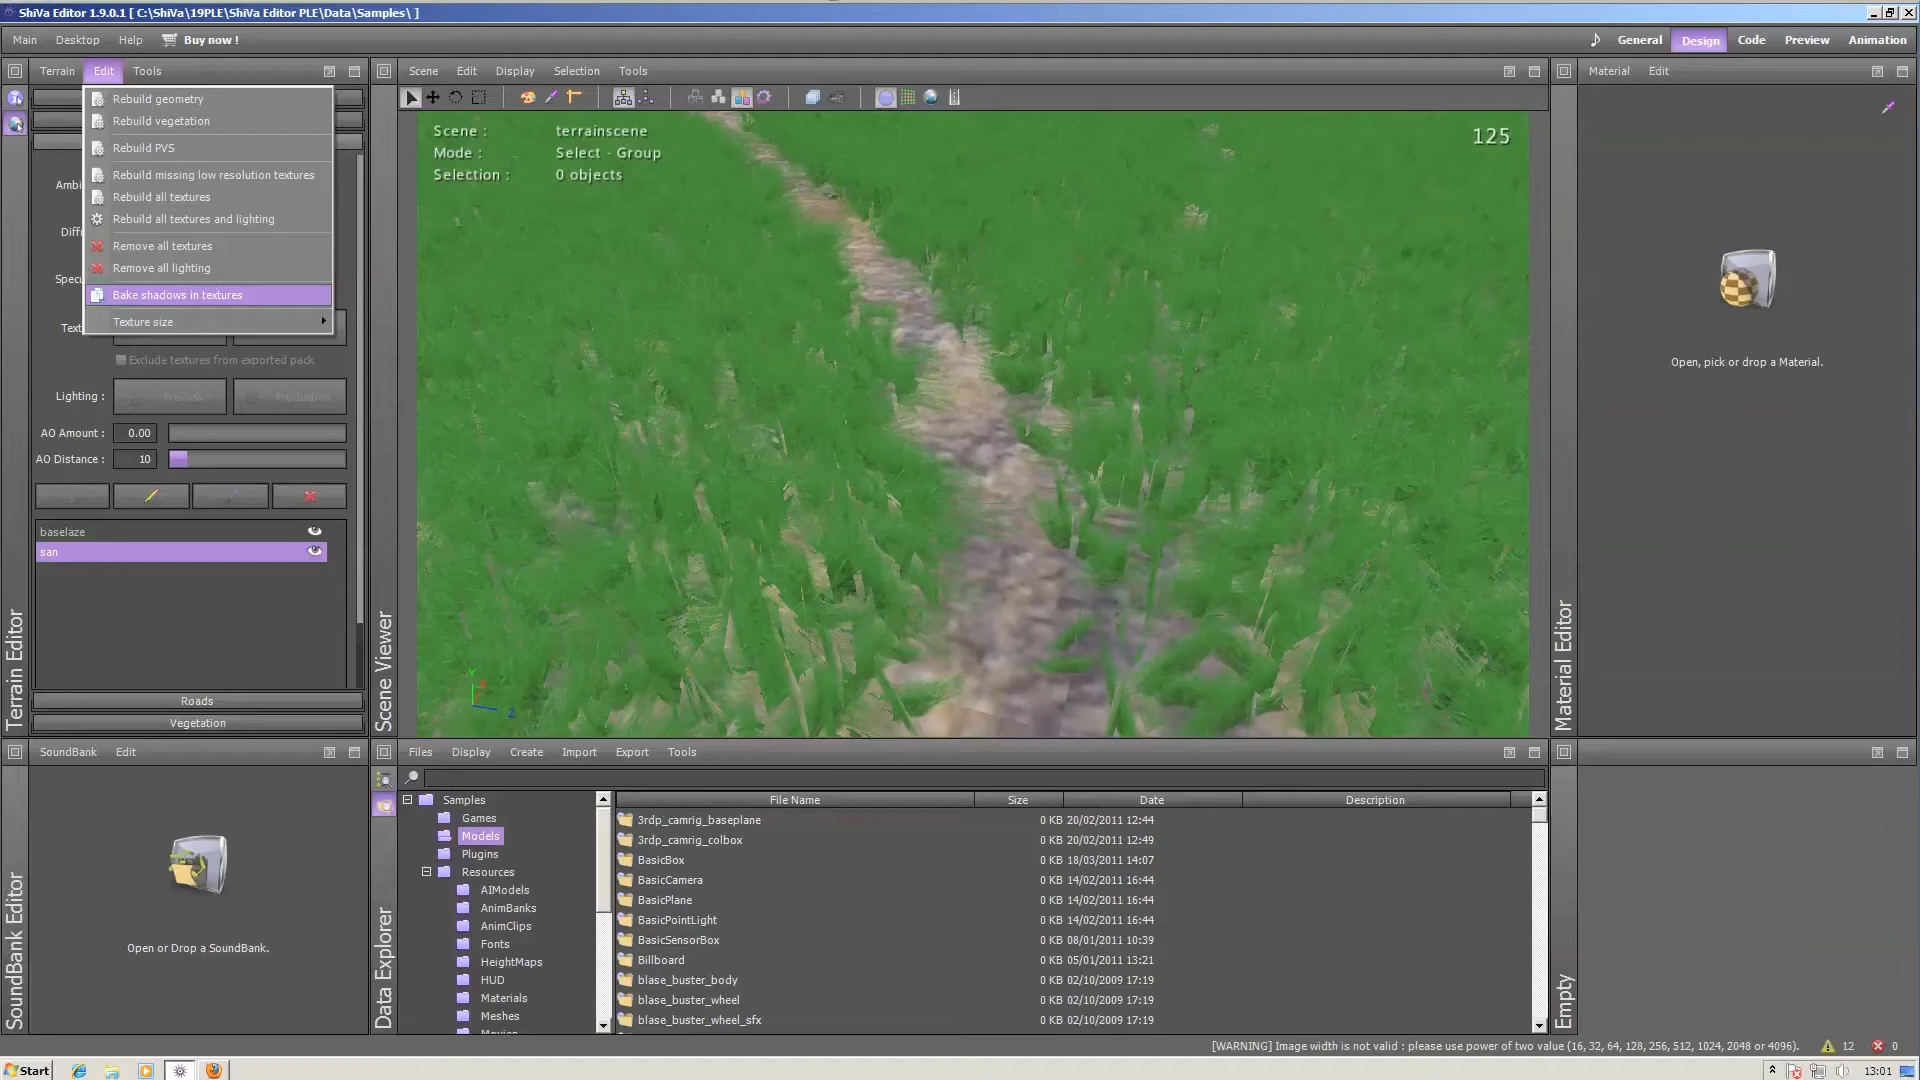 ShiVa Editor 1.9.0.1 [ C:\ShiVa\19PLE\ShiVa Editor PLE\Data\Samples\ ]
Main Desktop Help Buy now !
General Design Code Preview Animation
Terrain Edit Tools
Rebuild geometry
Rebuild vegetation
Rebuild PVS
Rebuild missing low resolution textures
Rebuild all textures
Rebuild all textures and lighting
Remove all textures
Remove all lighting
Bake shadows in textures
Texture size
Ambi
Diffu
Specu
Text
Exclude textures from exported pack
Lighting : Preview Production
AO Amount : 0.00
AO Distance : 10
baselaze
san
Roads
Vegetation
Terrain Editor
Scene Edit Display Selection Tools
Scene : terrainscene
Mode : Select - Group
Selection : 0 objects
125
Y
X
Z
Scene Viewer
Material Edit
Open, pick or drop a Material.
Material Editor
SoundBank Edit
Open or Drop a SoundBank.
SoundBank Editor
Files Display Create Import Export Tools
Samples
Games
Models
Plugins
Resources
AIModels
AnimBanks
AnimClips
Fonts
HeightMaps
HUD
Materials
Meshes
Movies
File Name Size Date Description
3rdp_camrig_baseplane 0 KB 20/02/2011 12:44
3rdp_camrig_colbox 0 KB 20/02/2011 12:49
BasicBox 0 KB 18/03/2011 14:07
BasicCamera 0 KB 14/02/2011 16:44
BasicPlane 0 KB 14/02/2011 16:44
BasicPointLight 0 KB 14/02/2011 16:44
BasicSensorBox 0 KB 08/01/2011 10:39
Billboard 0 KB 05/01/2011 13:21
blase_buster_body 0 KB 02/10/2009 17:19
blase_buster_wheel 0 KB 02/10/2009 17:19
blase_buster_wheel_sfx 0 KB 02/10/2009 17:19
Data Explorer
Empty
[WARNING] Image width is not valid : please use power of two value (16, 32, 64, 128, 256, 512, 1024, 2048 or 4096). 12 0
Start
13:01